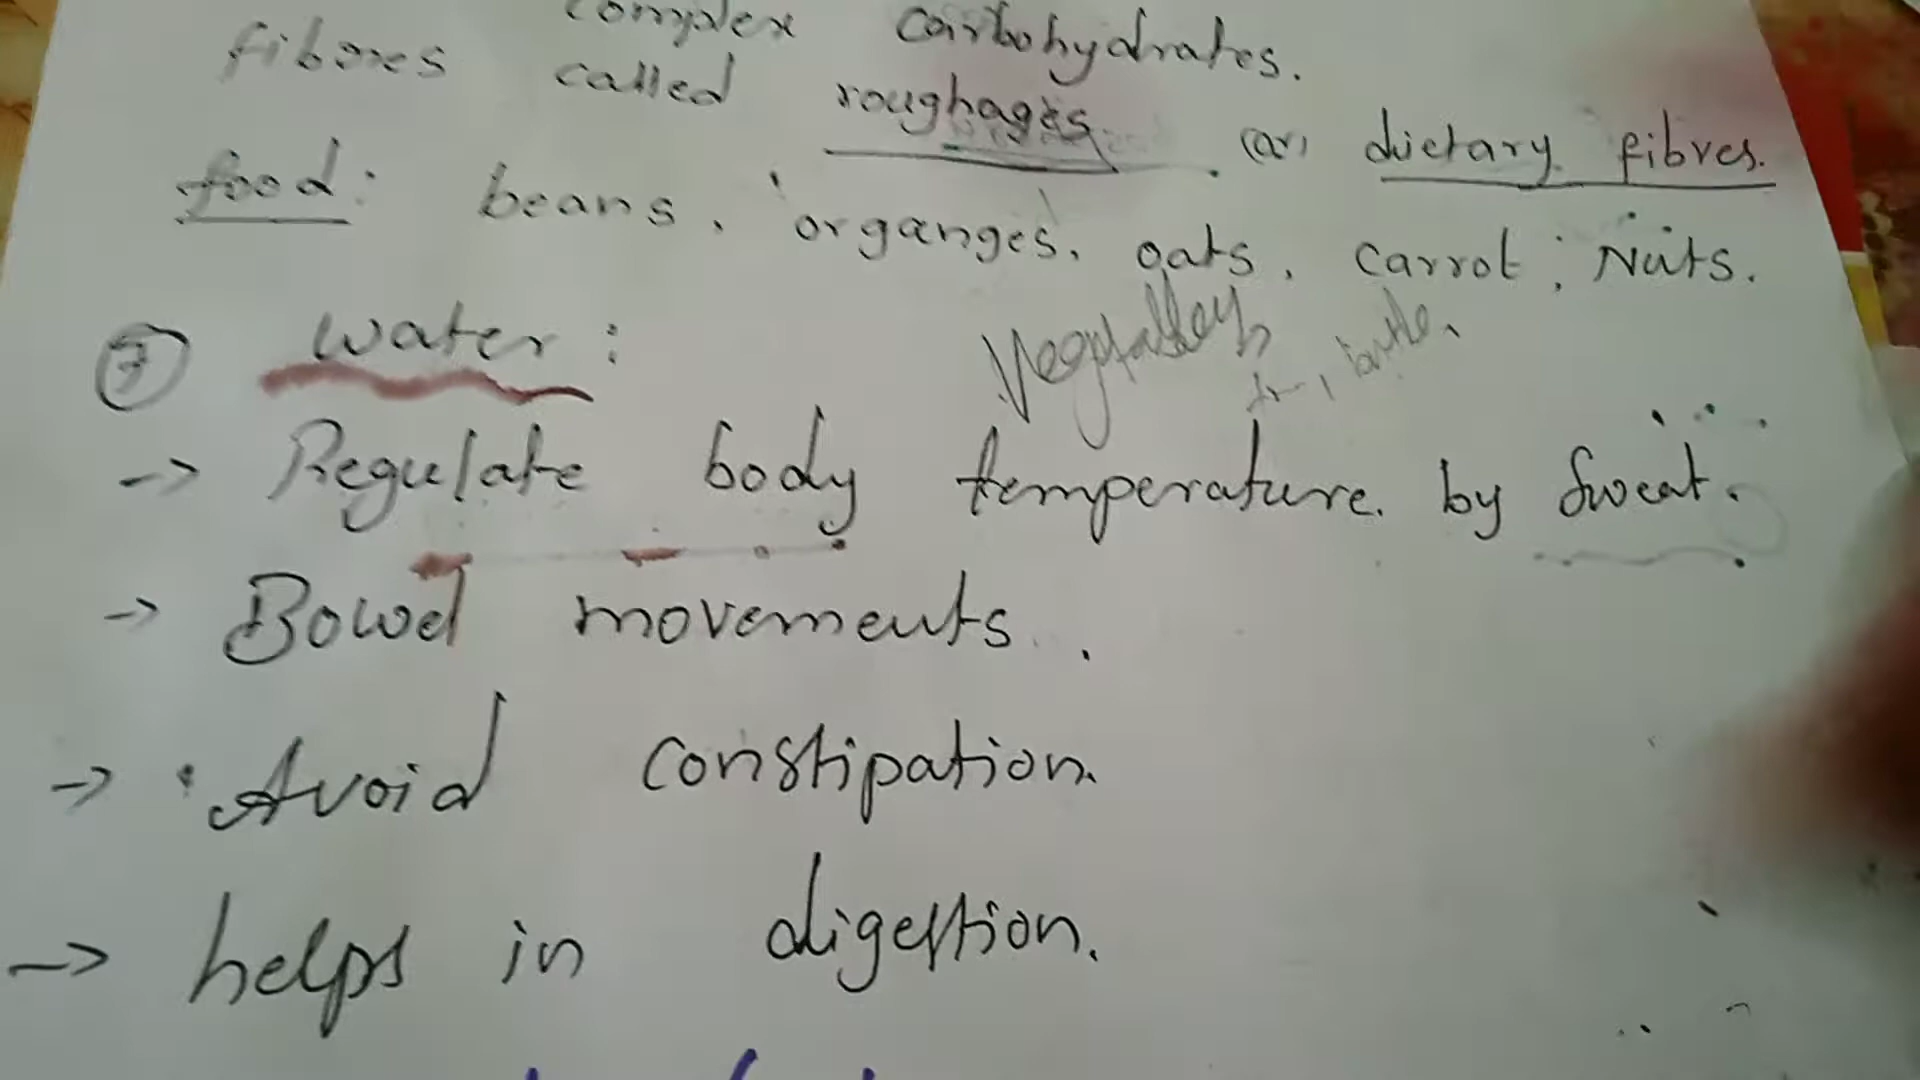 complex carbohydrates.
fibores called roughages (or) dietary fibres.
food: beans, organges, oats, carrot, Nuts.
⑦ Water:
-> Regulate body temperature. by sweat.
-> Bowel movements.
-> Avoid constipation.
-> helps in digestion.